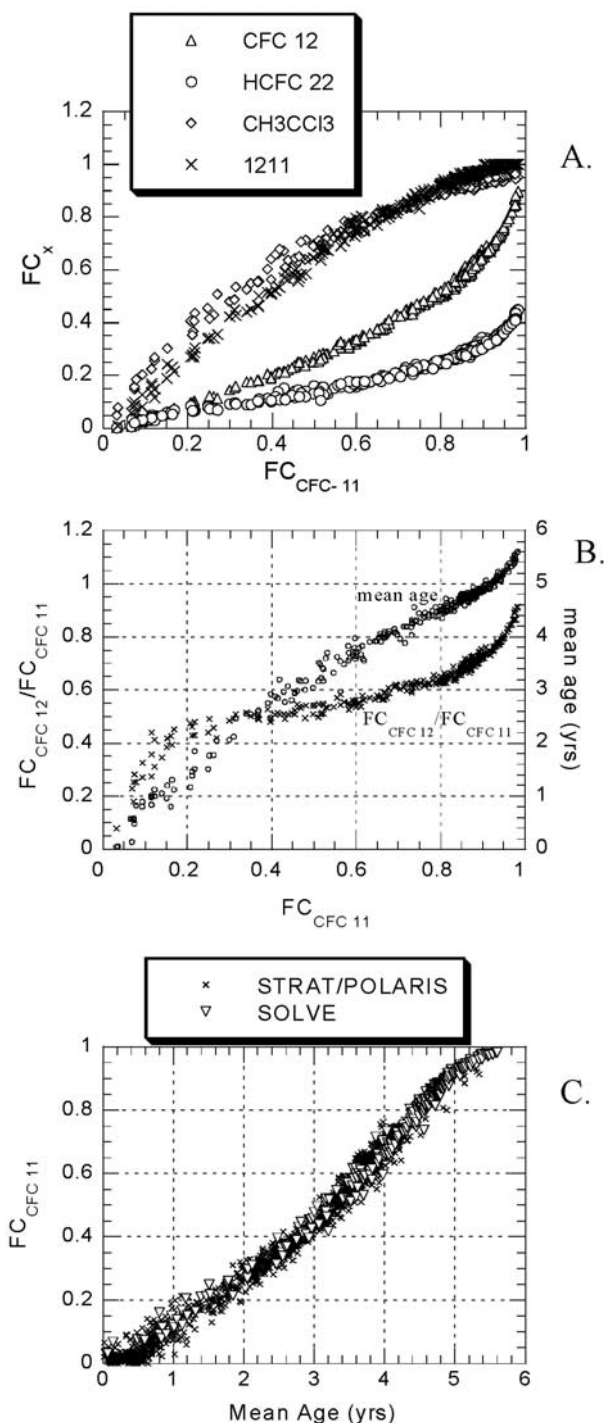 CFC 12
HCFC 22
CH3CCl3
1211
A.
1.2
1
0.8
0.6
0.4
0.2
0
FCx
0 0.2 0.4 0.6 0.8 1
FCCFC-11
B.
1.2
1
0.8
0.6
0.4
0.2
0
FCCFC 12/FCCFC 11
mean age
FCCFC 12/FCCFC 11
6
5
4
3
2
1
0
mean age (yrs)
0 0.2 0.4 0.6 0.8 1
FCCFC 11
STRAT/POLARIS
SOLVE
C.
1
0.8
0.6
0.4
0.2
0
FCCFC 11
0 1 2 3 4 5 6
Mean Age (yrs)